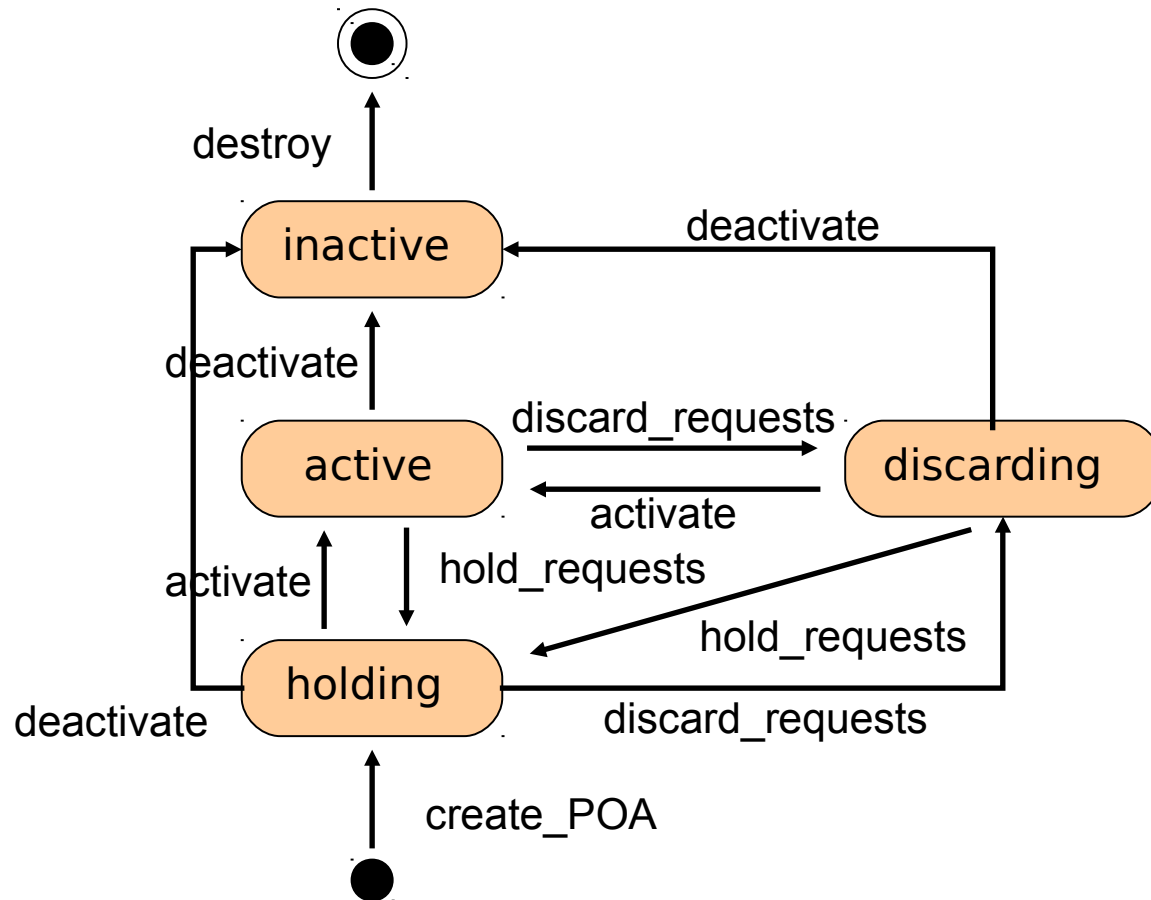 destroy
inactive
deactivate
deactivate
discard_requests
active
discarding
activate
hold_requests
activate
hold_requests
holding
deactivate
discard_requests
create_POA